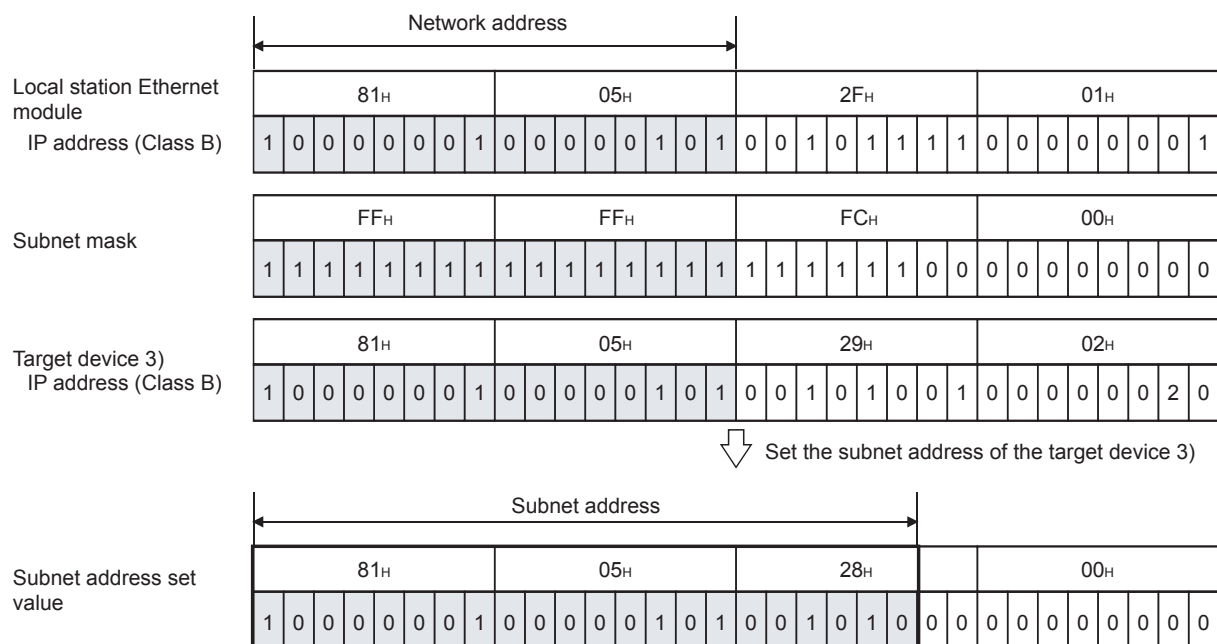 Network address
Local station Ethernet
module
IP address (Class B)
81H 05H 2FH 01H
1 0 0 0 0 0 0 1 0 0 0 0 0 1 0 1 0 0 1 0 1 1 1 1 0 0 0 0 0 0 0 1
Subnet mask
FFH FFH FCH 00H
1 1 1 1 1 1 1 1 1 1 1 1 1 1 1 1 1 1 1 1 1 1 0 0 0 0 0 0 0 0 0 0
Target device 3)
IP address (Class B)
81H 05H 29H 02H
1 0 0 0 0 0 0 1 0 0 0 0 0 1 0 1 0 0 1 0 1 0 0 1 0 0 0 0 0 0 2 0
Set the subnet address of the target device 3)
Subnet address
Subnet address set
value
81H 05H 28H 00H
1 0 0 0 0 0 0 1 0 0 0 0 0 1 0 1 0 0 1 0 1 0 0 0 0 0 0 0 0 0 0 0